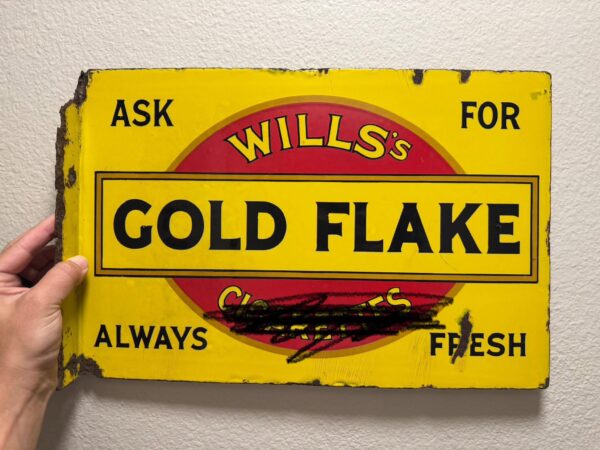 ASK FOR
WILLS's
GOLD FLAKE
ALWAYS FRESH